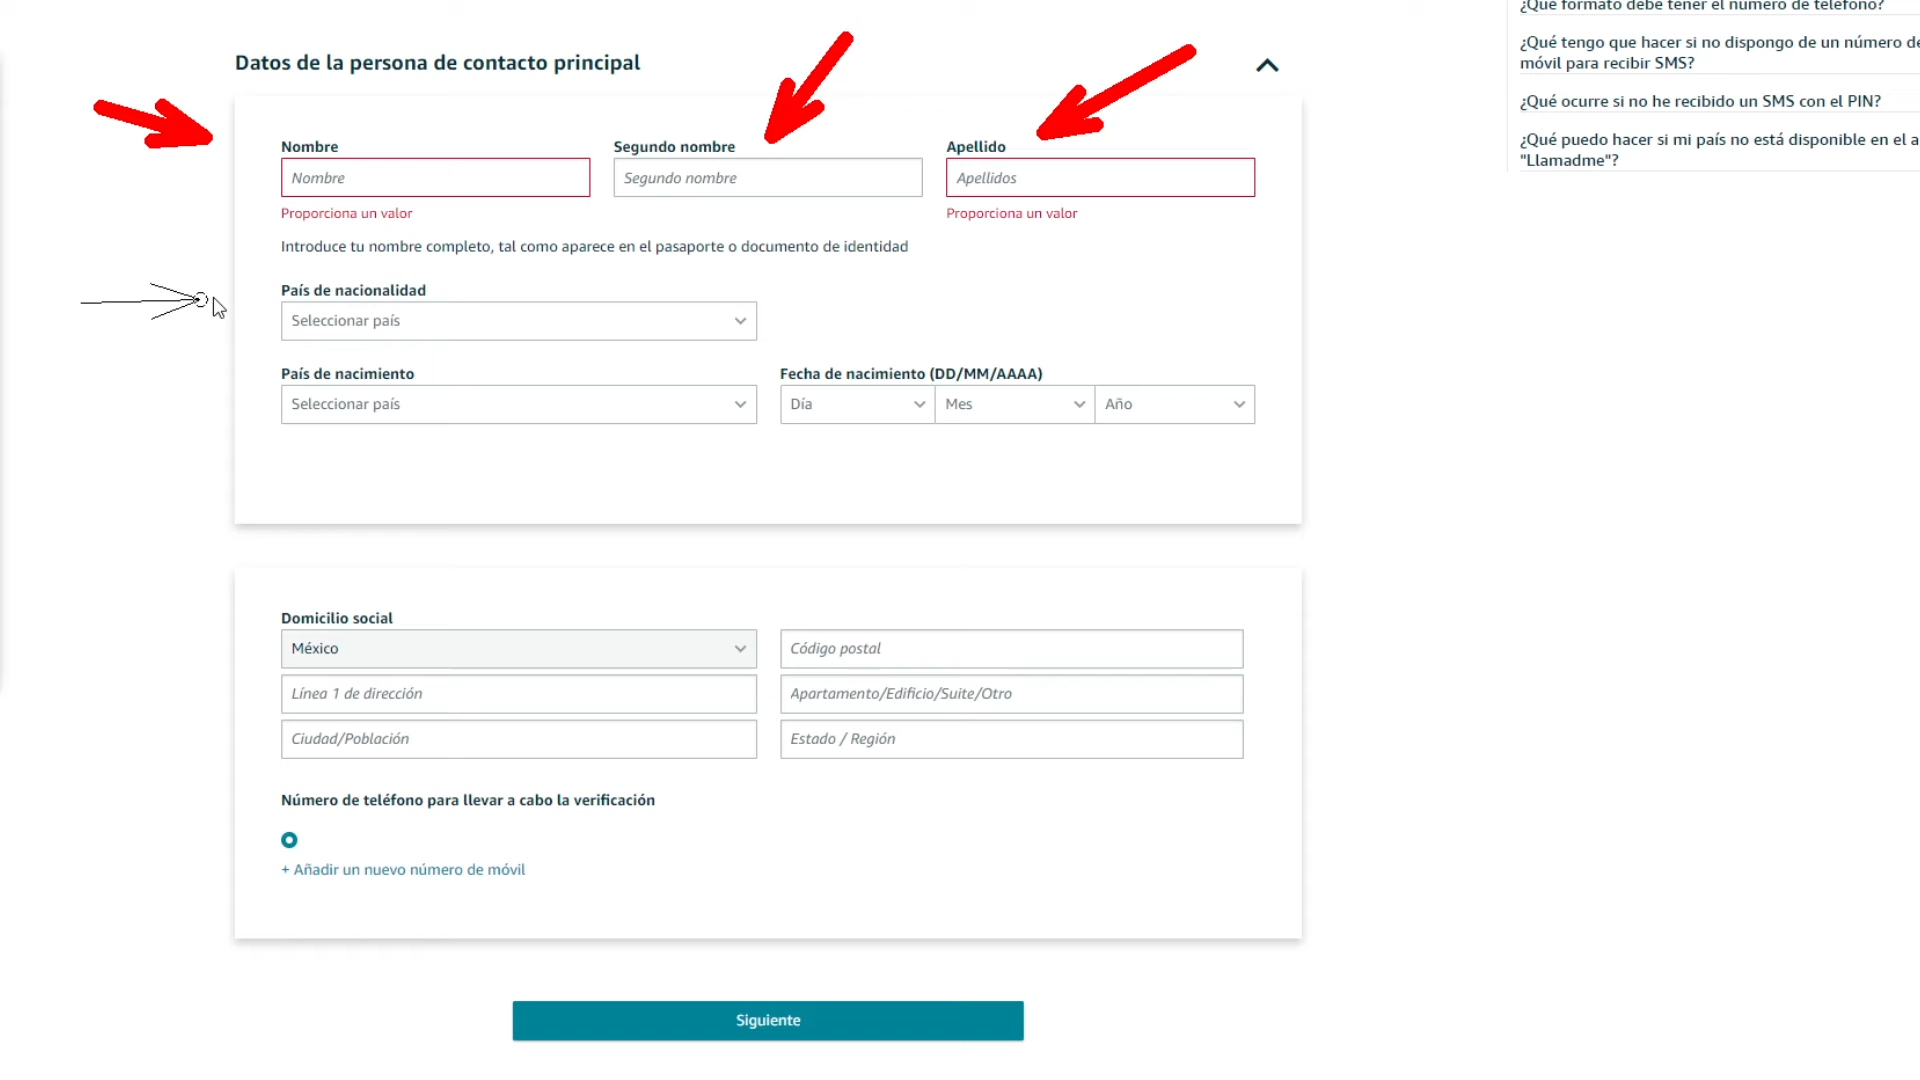 Datos de la persona de contacto principal
Nombre
Segundo nombre
Apellido
Nombre
Segundo nombre
Apellidos
Proporciona un valor
Proporciona un valor
Introduce tu nombre completo, tal como aparece en el pasaporte o documento de identidad
País de nacionalidad
Seleccionar país
País de nacimiento
Fecha de nacimiento (DD/MM/AAAA)
Seleccionar país
Día
Mes
Año
Domicilio social
México
Código postal
Línea 1 de dirección
Apartamento/Edificio/Suite/Otro
Ciudad/Población
Estado / Región
Número de teléfono para llevar a cabo la verificación
+ Añadir un nuevo número de móvil
Siguiente
¿Qué formato debe tener el número de teléfono?
¿Qué tengo que hacer si no dispongo de un número de
móvil para recibir SMS?
¿Qué ocurre si no he recibido un SMS con el PIN?
¿Qué puedo hacer si mi país no está disponible en el a
"Llamadme"?